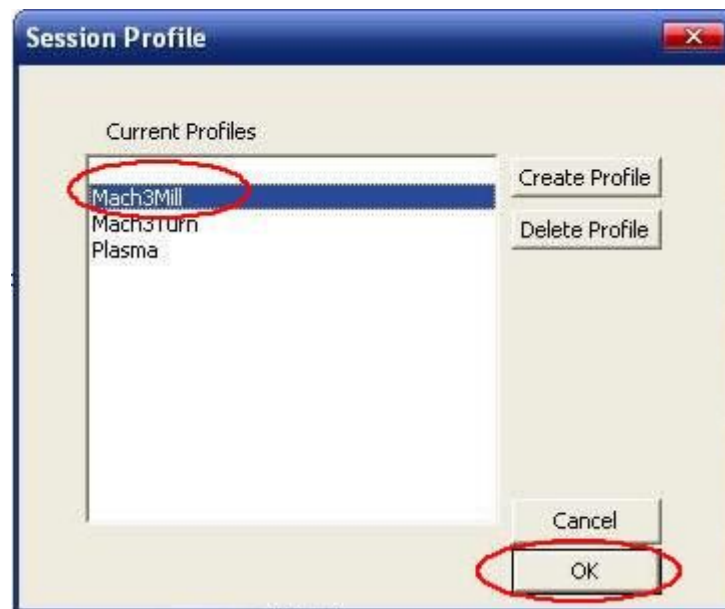 Session Profile
Current Profiles
Mach3Mill
Mach3Turn
Plasma
Create Profile
Delete Profile
Cancel
OK